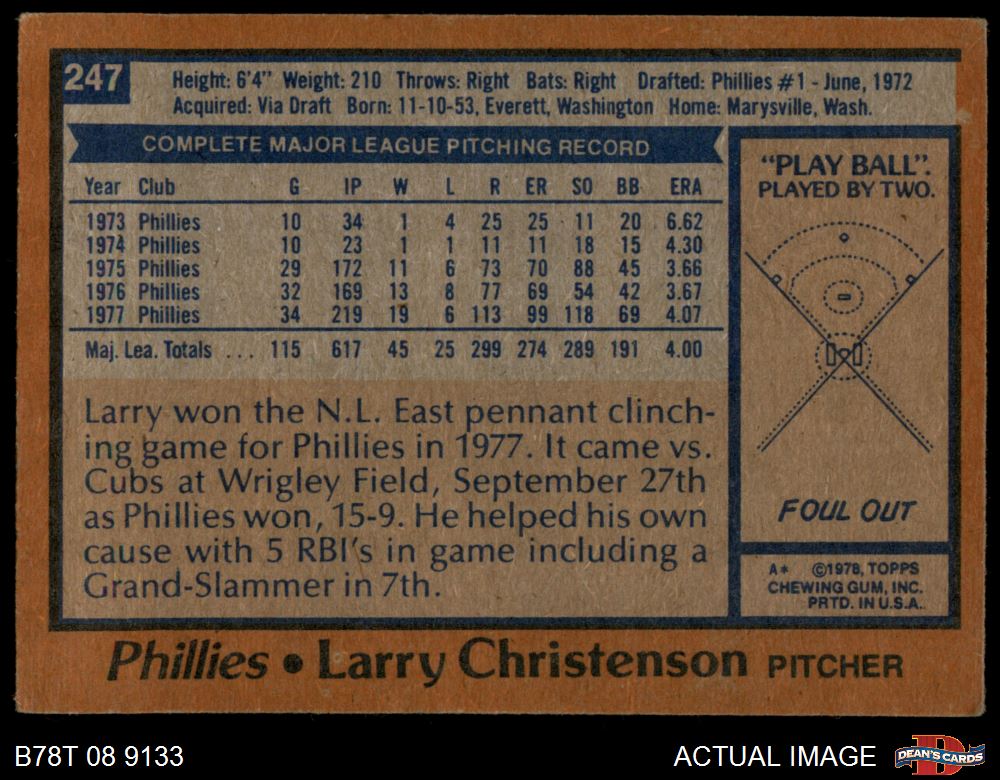 247
Height: 6'4" Weight: 210 Throws: Right Bats: Right Drafted: Phillies #1 - June, 1972
Acquired: Via Draft Born: 11-10-53, Everett, Washington Home: Marysville, Wash.
COMPLETE MAJOR LEAGUE PITCHING RECORD
Year Club G IP W L R ER SO BB ERA
1973 Phillies 10 34 1 4 25 25 11 20 6.62
1974 Phillies 10 23 1 1 11 11 18 15 4.30
1975 Phillies 29 172 11 6 73 70 88 45 3.66
1976 Phillies 32 169 13 8 77 69 54 42 3.67
1977 Phillies 34 219 19 6 113 99 118 69 4.07
Maj. Lea. Totals ... 115 617 45 25 299 274 289 191 4.00
Larry won the N.L. East pennant clinch-
ing game for Phillies in 1977. It came vs.
Cubs at Wrigley Field, September 27th
as Phillies won, 15-9. He helped his own
cause with 5 RBI's in game including a
Grand-Slammer in 7th.
"PLAY BALL".
PLAYED BY TWO.
FOUL OUT
A* ©1978, TOPPS
CHEWING GUM, INC.
PRTD. IN U.S.A.
Phillies • Larry Christenson PITCHER
B78T 08 9133
ACTUAL IMAGE
DEAN'S CARDS